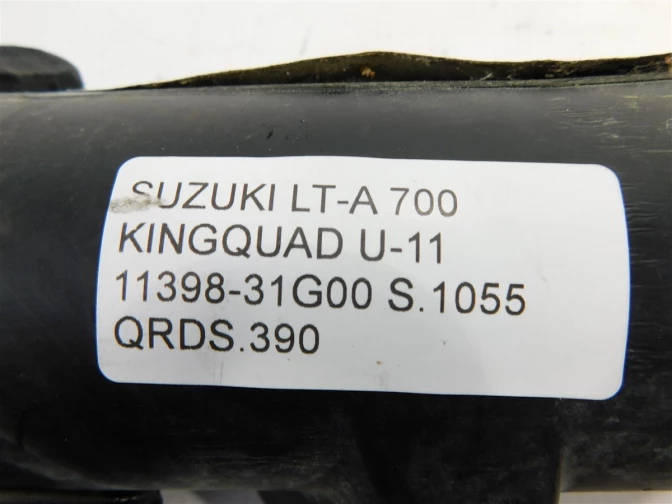 SUZUKI LT-A 700
KINGQUAD U-11
11398-31G00 S.1055
QRDS.390